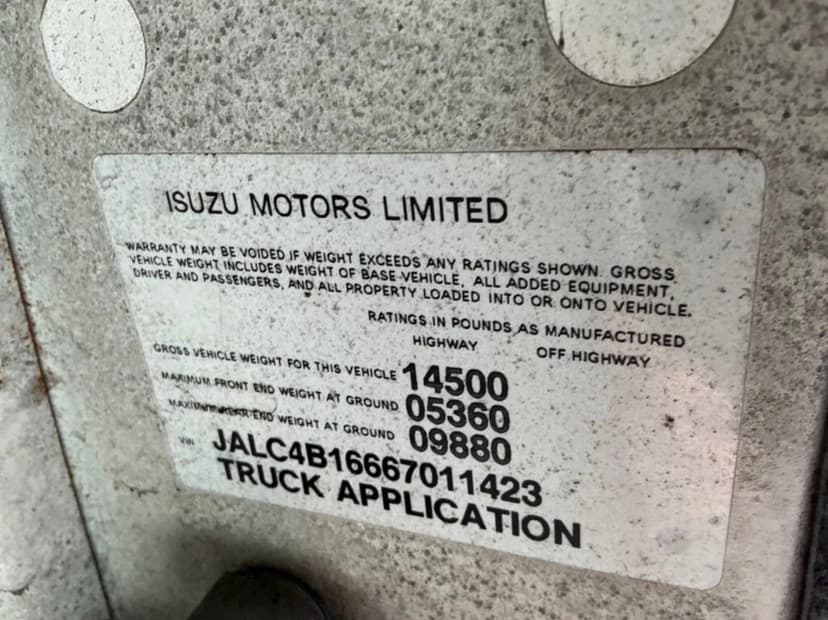 ISUZU MOTORS LIMITED
WARRANTY MAY BE VOIDED IF WEIGHT EXCEEDS ANY RATINGS SHOWN. GROSS
VEHICLE WEIGHT INCLUDES WEIGHT OF BASE VEHICLE, ALL ADDED EQUIPMENT,
DRIVER AND PASSENGERS, AND ALL PROPERTY LOADED INTO OR ONTO VEHICLE.
RATINGS IN POUNDS AS MANUFACTURED
HIGHWAY OFF HIGHWAY
GROSS VEHICLE WEIGHT FOR THIS VEHICLE 14500
MAXIMUM FRONT END WEIGHT AT GROUND 05360
MAXIMUM REAR END WEIGHT AT GROUND 09880
VIN JALC4B16667011423
TRUCK APPLICATION